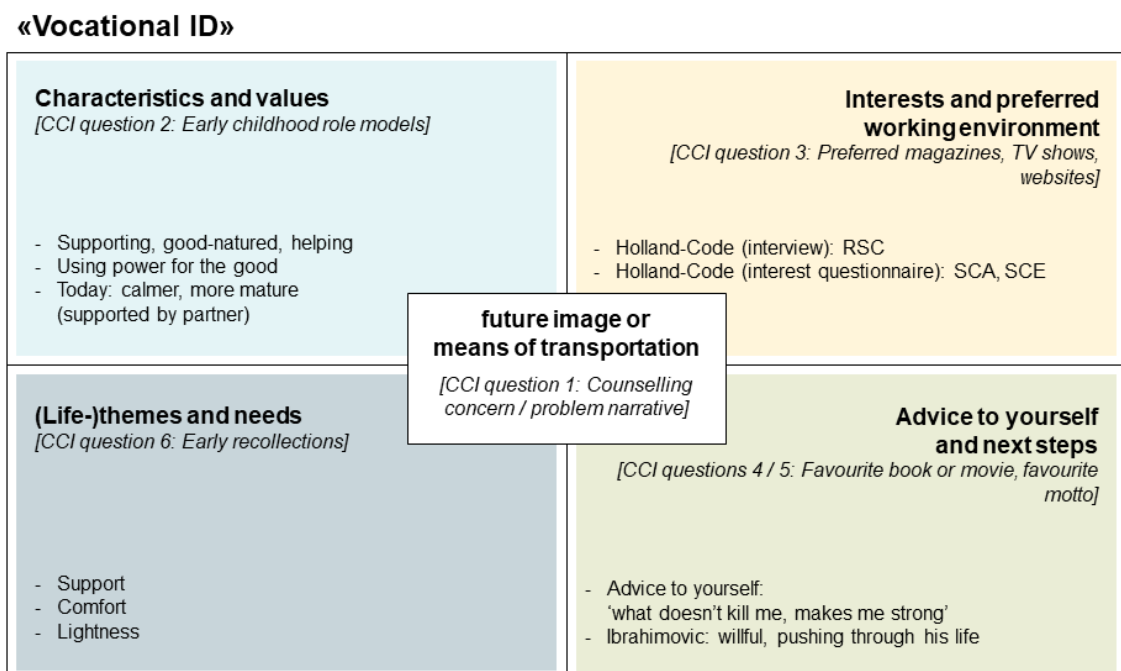 «Vocational ID»
Characteristics and values
[CCI question 2: Early childhood role models]
- Supporting, good-natured, helping
- Using power for the good
- Today: calmer, more mature
(supported by partner)
Interests and preferred
working environment
[CCI question 3: Preferred magazines, TV shows,
websites]
- Holland-Code (interview): RSC
- Holland-Code (interest questionnaire): SCA, SCE
future image or
means of transportation
[CCI question 1: Counselling
concern / problem narrative]
(Life-)themes and needs
[CCI question 6: Early recollections]
- Support
- Comfort
- Lightness
Advice to yourself
and next steps
[CCI questions 4 / 5: Favourite book or movie, favourite
motto]
- Advice to yourself:
‘what doesn’t kill me, makes me strong’
- Ibrahimovic: willful, pushing through his life